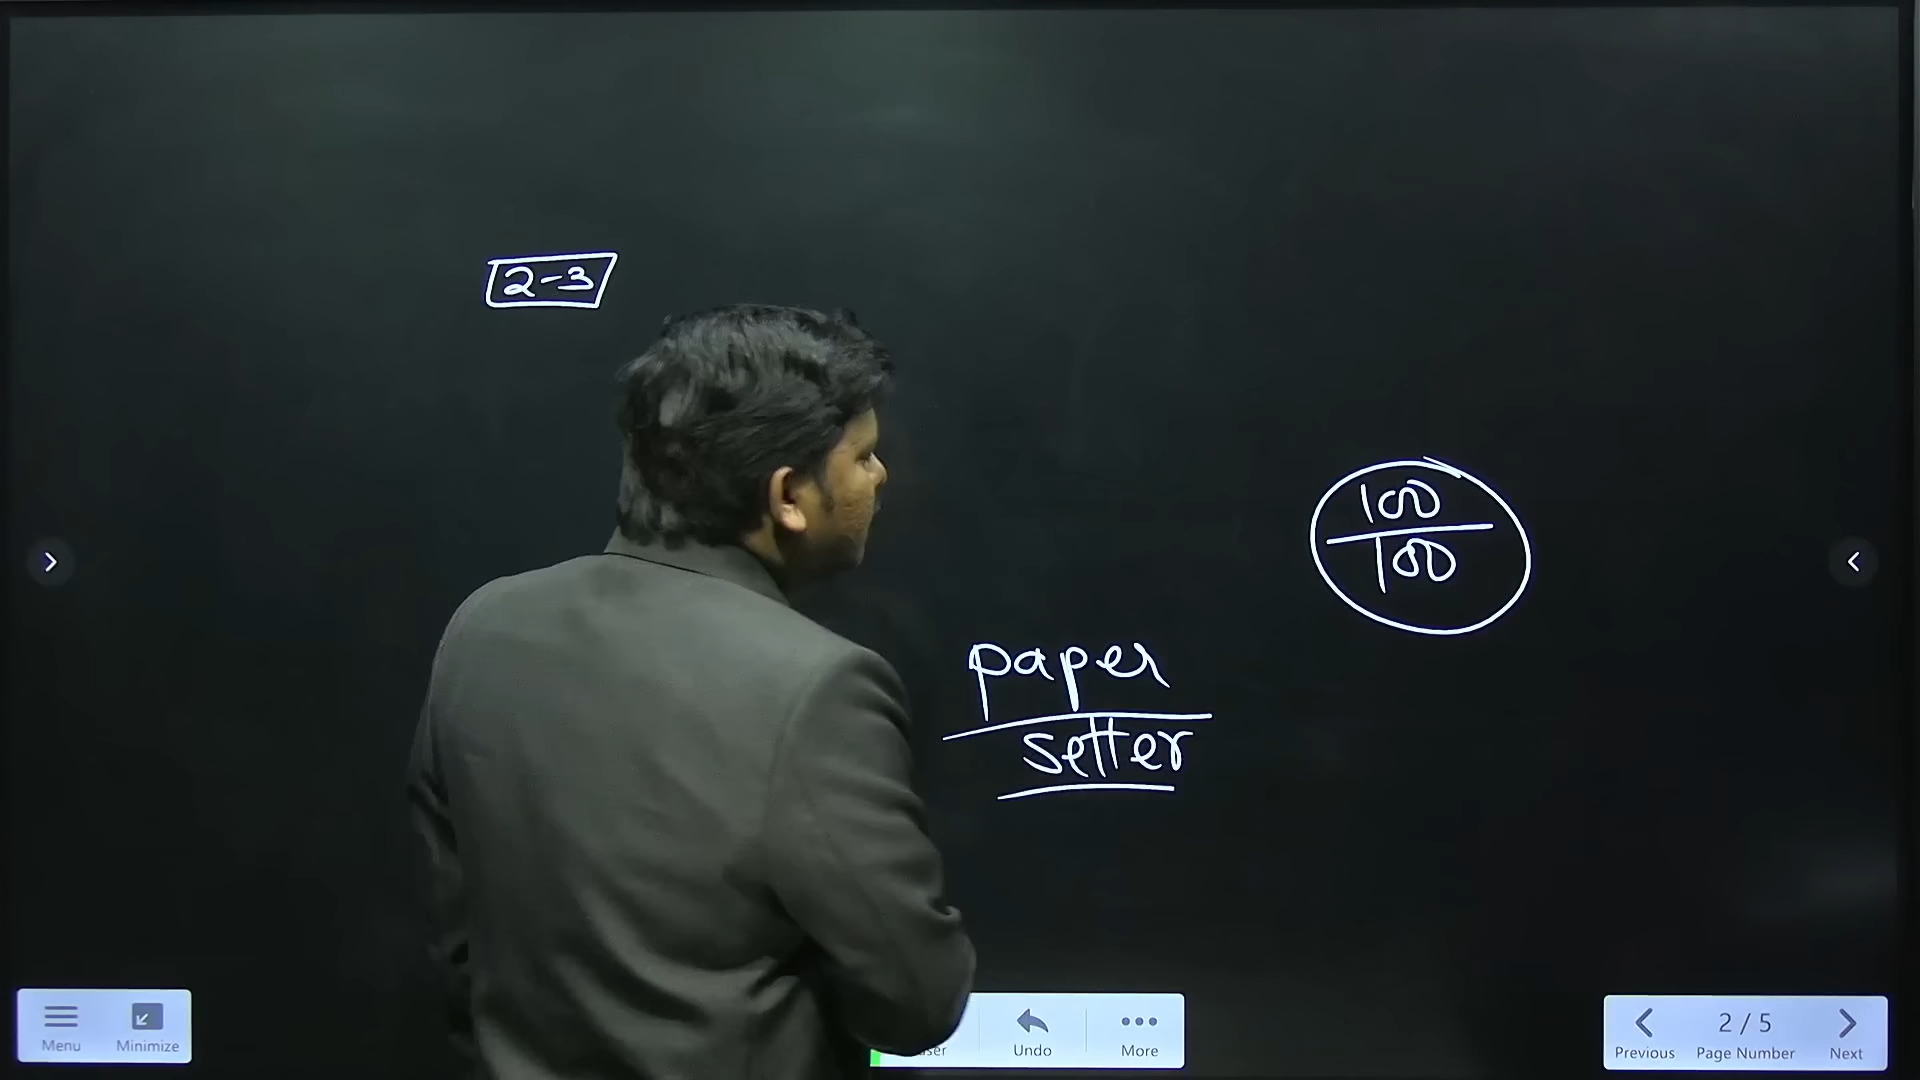 2-3
100
100
paper
setter
Menu
Minimize
Undo
More
2 / 5
Previous
Page Number
Next